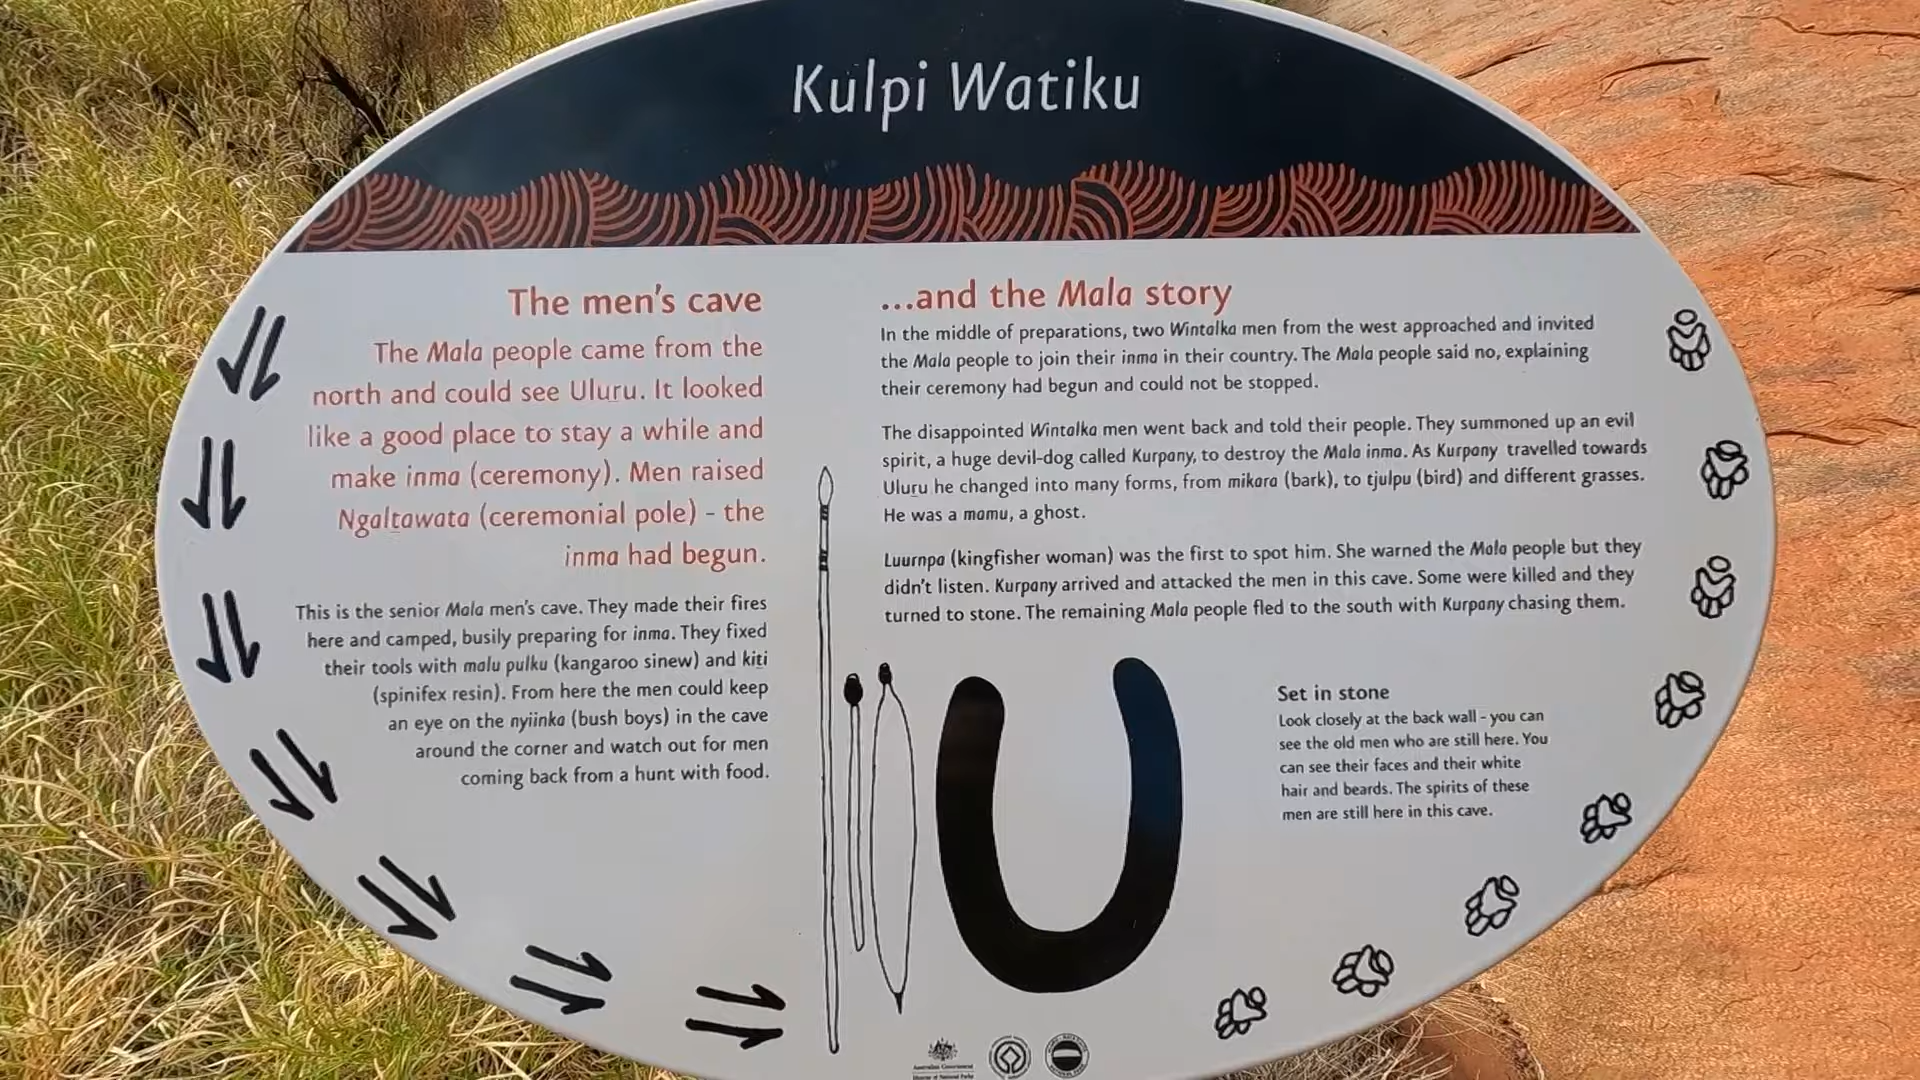 Kulpi Watiku
The men's cave
The Mala people came from the
north and could see Uluru. It looked
like a good place to stay a while and
make inma (ceremony). Men raised
Ngalṯawata (ceremonial pole) - the
inma had begun.
This is the senior Mala men's cave. They made their fires
here and camped, busily preparing for inma. They fixed
their tools with malu pulku (kangaroo sinew) and kiṯi
(spinifex resin). From here the men could keep
an eye on the nyiinka (bush boys) in the cave
around the corner and watch out for men
coming back from a hunt with food.
...and the Mala story
In the middle of preparations, two Wintalka men from the west approached and invited
the Mala people to join their inma in their country. The Mala people said no, explaining
their ceremony had begun and could not be stopped.
The disappointed Wintalka men went back and told their people. They summoned up an evil
spirit, a huge devil-dog called Kurpany, to destroy the Mala inma. As Kurpany travelled towards
Uluṟu he changed into many forms, from mikara (bark), to tjulpu (bird) and different grasses.
He was a mamu, a ghost.
Luurnpa (kingfisher woman) was the first to spot him. She warned the Mala people but they
didn't listen. Kurpany arrived and attacked the men in this cave. Some were killed and they
turned to stone. The remaining Mala people fled to the south with Kurpany chasing them.
Set in stone
Look closely at the back wall - you can
see the old men who are still here. You
can see their faces and their white
hair and beards. The spirits of these
men are still here in this cave.
Australian Government
Director of National Parks